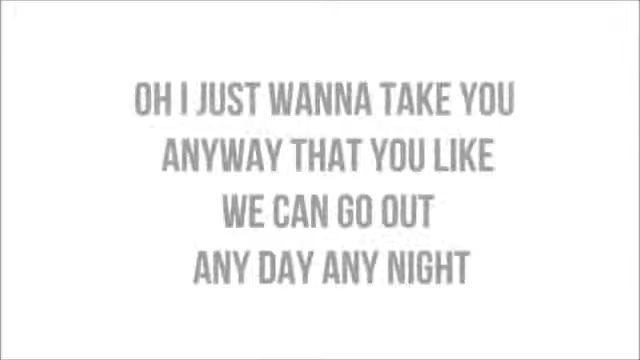 OH I JUST WANNA TAKE YOU
ANYWAY THAT YOU LIKE
WE CAN GO OUT
ANY DAY ANY NIGHT